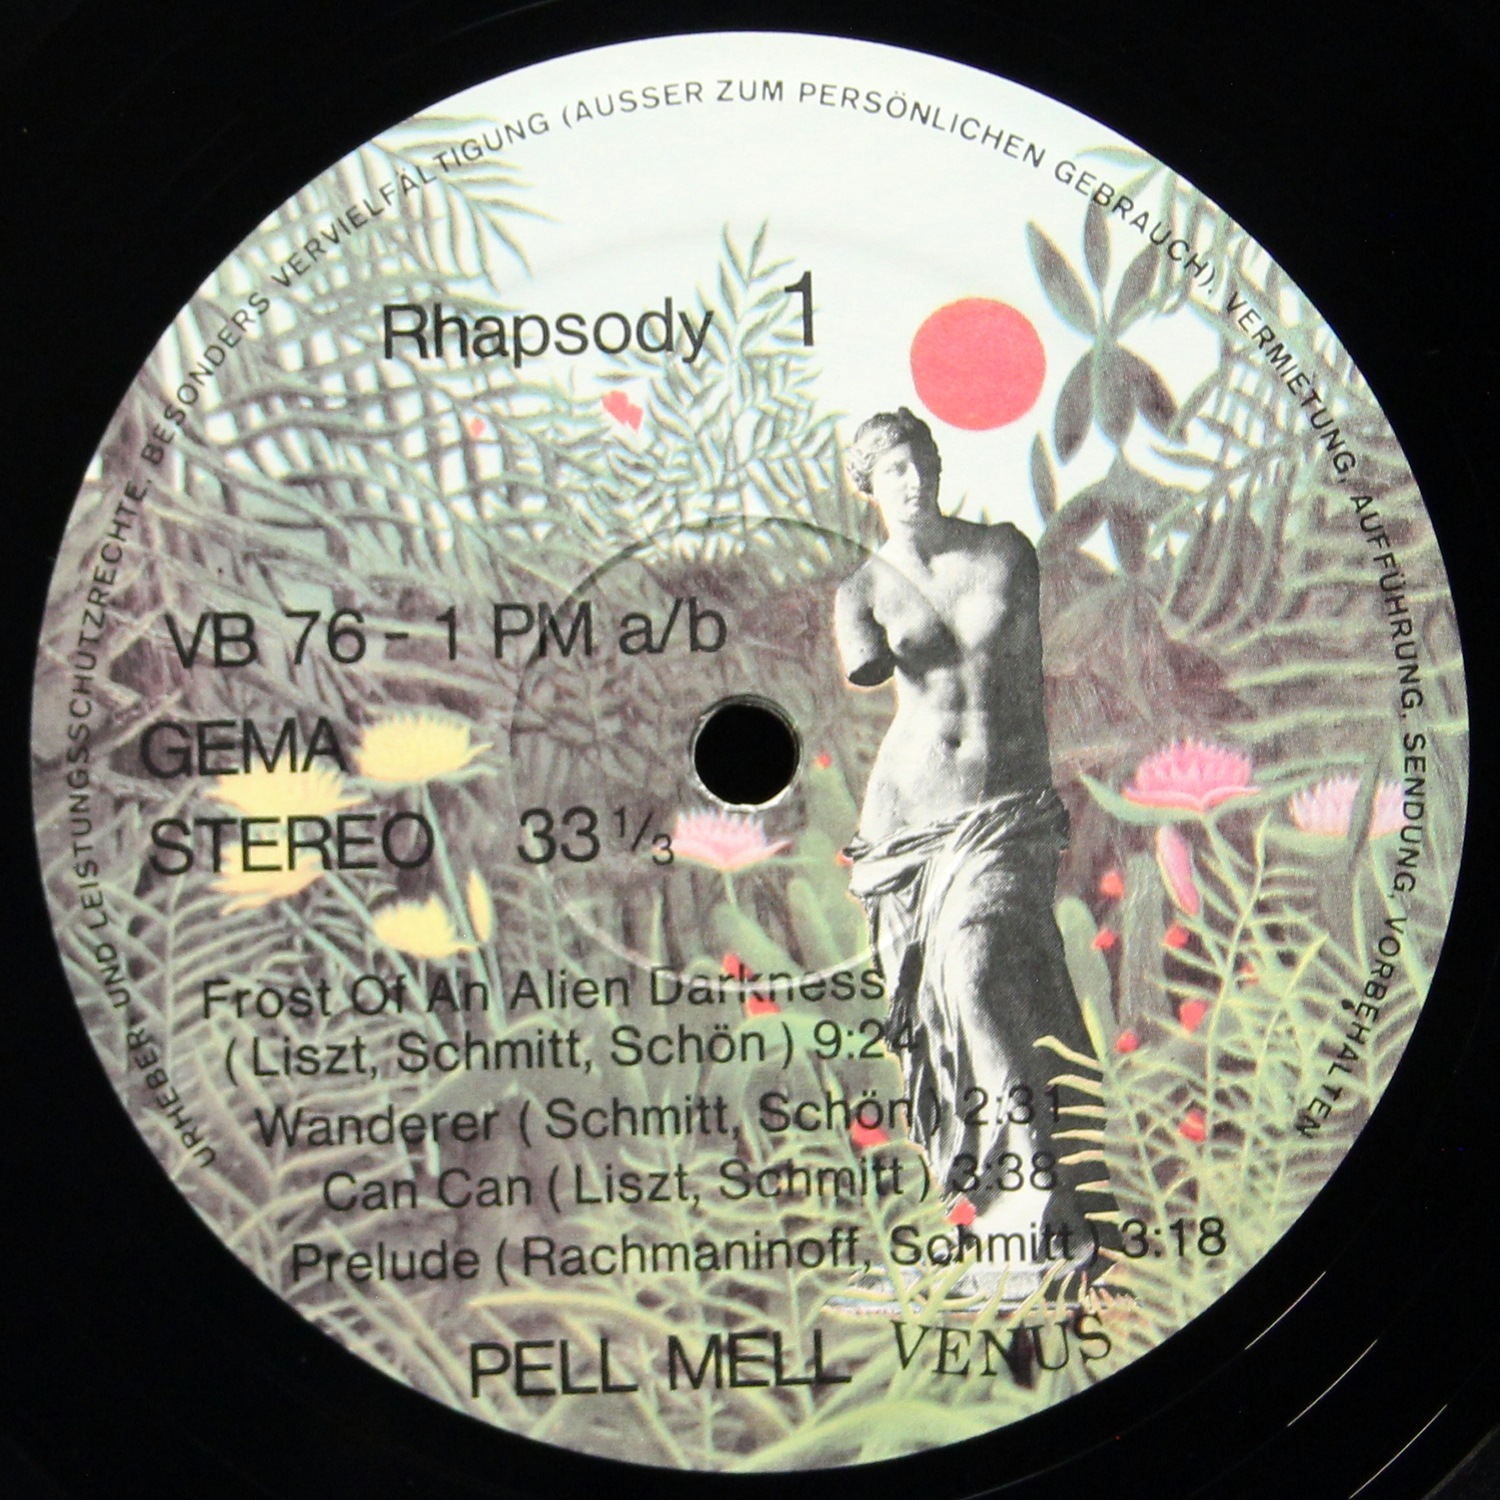 URHEBER UND LEISTUNGSSCHUTZRECHTE, BESONDERS VERVIELFÄLTIGUNG (AUSSER ZUM PERSÖNLICHEN GEBRAUCH), VERMIETUNG, AUFFÜHRUNG, SENDUNG, VORBEHALTEN
Rhapsody 1
VB 76 - 1 PM a/b
GEMA
STEREO 33 1/3
Frost Of An Alien Darkness
( Liszt, Schmitt, Schön ) 9:24
Wanderer ( Schmitt, Schön ) 2:31
Can Can ( Liszt, Schmitt ) 3:38
Prelude ( Rachmaninoff, Schmitt ) 3:18
PELL MELL VENUS